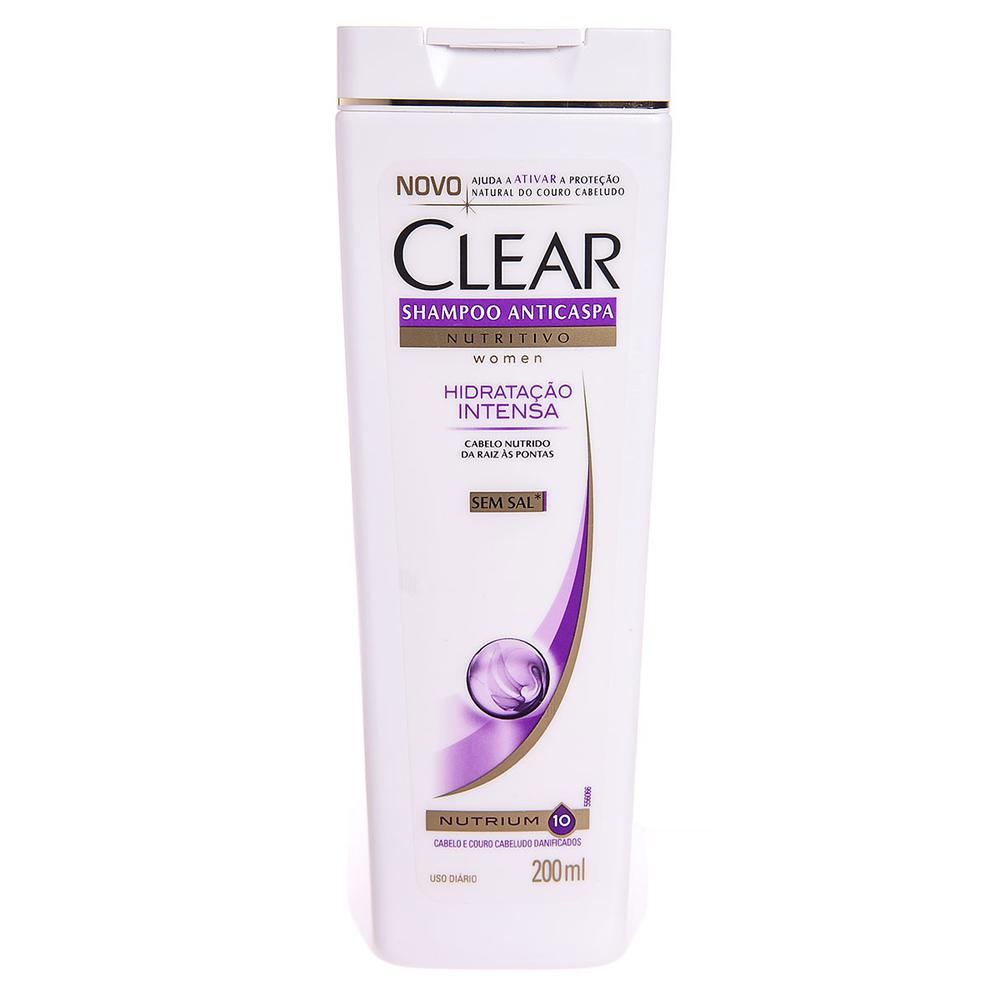 NOVO
AJUDA A ATIVAR A PROTEÇÃO
NATURAL DO COURO CABELUDO
CLEAR
SHAMPOO ANTICASPA
NUTRITIVO
women
HIDRATAÇÃO
INTENSA
CABELO NUTRIDO
DA RAIZ ÀS PONTAS
SEM SAL*
556066
NUTRIUM 10
CABELO E COURO CABELUDO DANIFICADOS
USO DIÁRIO
200ml